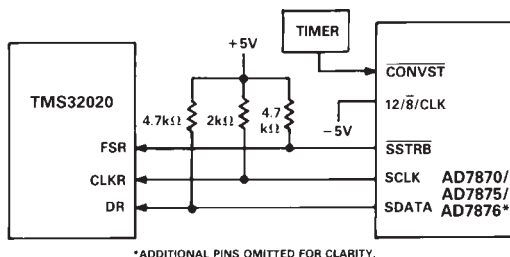 TIMER
+5V
CONVST
TMS32020
12/8/CLK
4.7kΩ
2kΩ
4.7
kΩ
−5V
FSR
SSTRB
CLKR
SCLK
AD7870/
AD7875/
AD7876*
DR
SDATA
*ADDITIONAL PINS OMITTED FOR CLARITY.